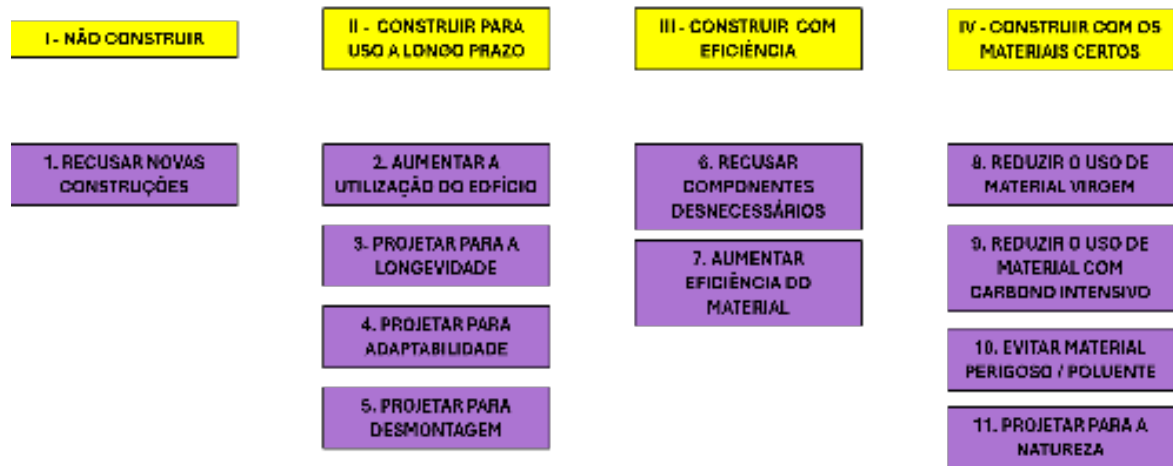 I - NÃO CONSTRUIR
II - CONSTRUIR PARA
USO A LONGO PRAZO
III - CONSTRUIR COM
EFICIÊNCIA
IV - CONSTRUIR COM OS
MATERIAIS CERTOS
1. RECUSAR NOVAS
CONSTRUÇÕES
2. AUMENTAR A
UTILIZAÇÃO DO EDFÍCIO
3. PROJETAR PARA A
LONGEVIDADE
4. PROJETAR PARA
ADAPTABILIDADE
5. PROJETAR PARA
DESMONTAGEM
6. RECUSAR
COMPONENTES
DESNECESSÁRIOS
7. AUMENTAR
EFICIÊNCIA DO
MATERIAL
8. REDUZIR O USO DE
MATERIAL VIRGEM
9. REDUZIR O USO DE
MATERIAL COM
CARBONO INTENSIVO
10. EVITAR MATERIAL
PERIGOSO / POLUENTE
11. PROJETAR PARA A
NATUREZA